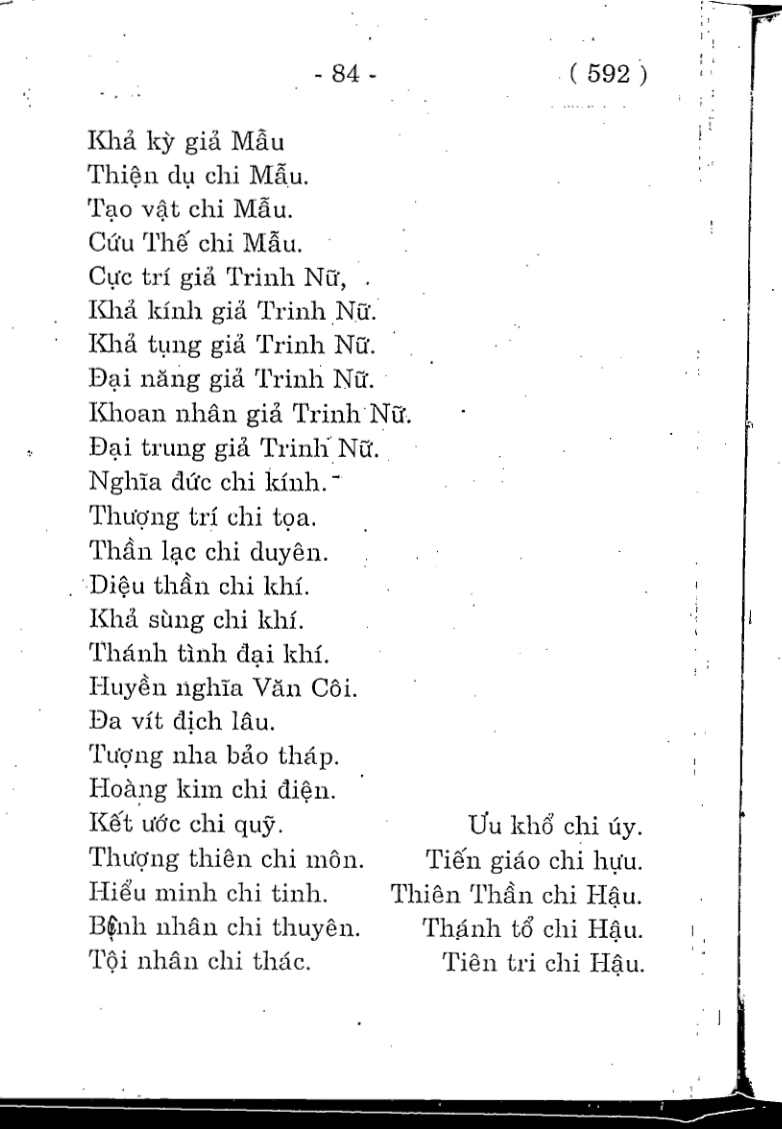 - 84 - ( 592 )
Khả kỳ giả Mẫu
Thiện dụ chi Mẫu.
Tạo vật chi Mẫu.
Cứu Thế chi Mẫu.
Cực trí giả Trinh Nữ,
Khả kính giả Trinh Nữ.
Khả tụng giả Trinh Nữ.
Đại năng giả Trinh Nữ.
Khoan nhân giả Trinh Nữ.
Đại trung giả Trinh Nữ.
Nghĩa đức chi kính.
Thượng trí chi tọa.
Thần lạc chi duyên.
Diệu thần chi khí.
Khả sùng chi khí.
Thánh tình đại khí.
Huyền nghĩa Văn Côi.
Đa vít địch lâu.
Tượng nha bảo tháp.
Hoàng kim chi điện.
Kết ước chi quỹ. Ưu khổ chi úy.
Thượng thiên chi môn. Tiến giáo chi hựu.
Hiểu minh chi tinh. Thiên Thần chi Hậu.
Bệnh nhân chi thuyên. Thánh tổ chi Hậu.
Tội nhân chi thác. Tiên tri chi Hậu.